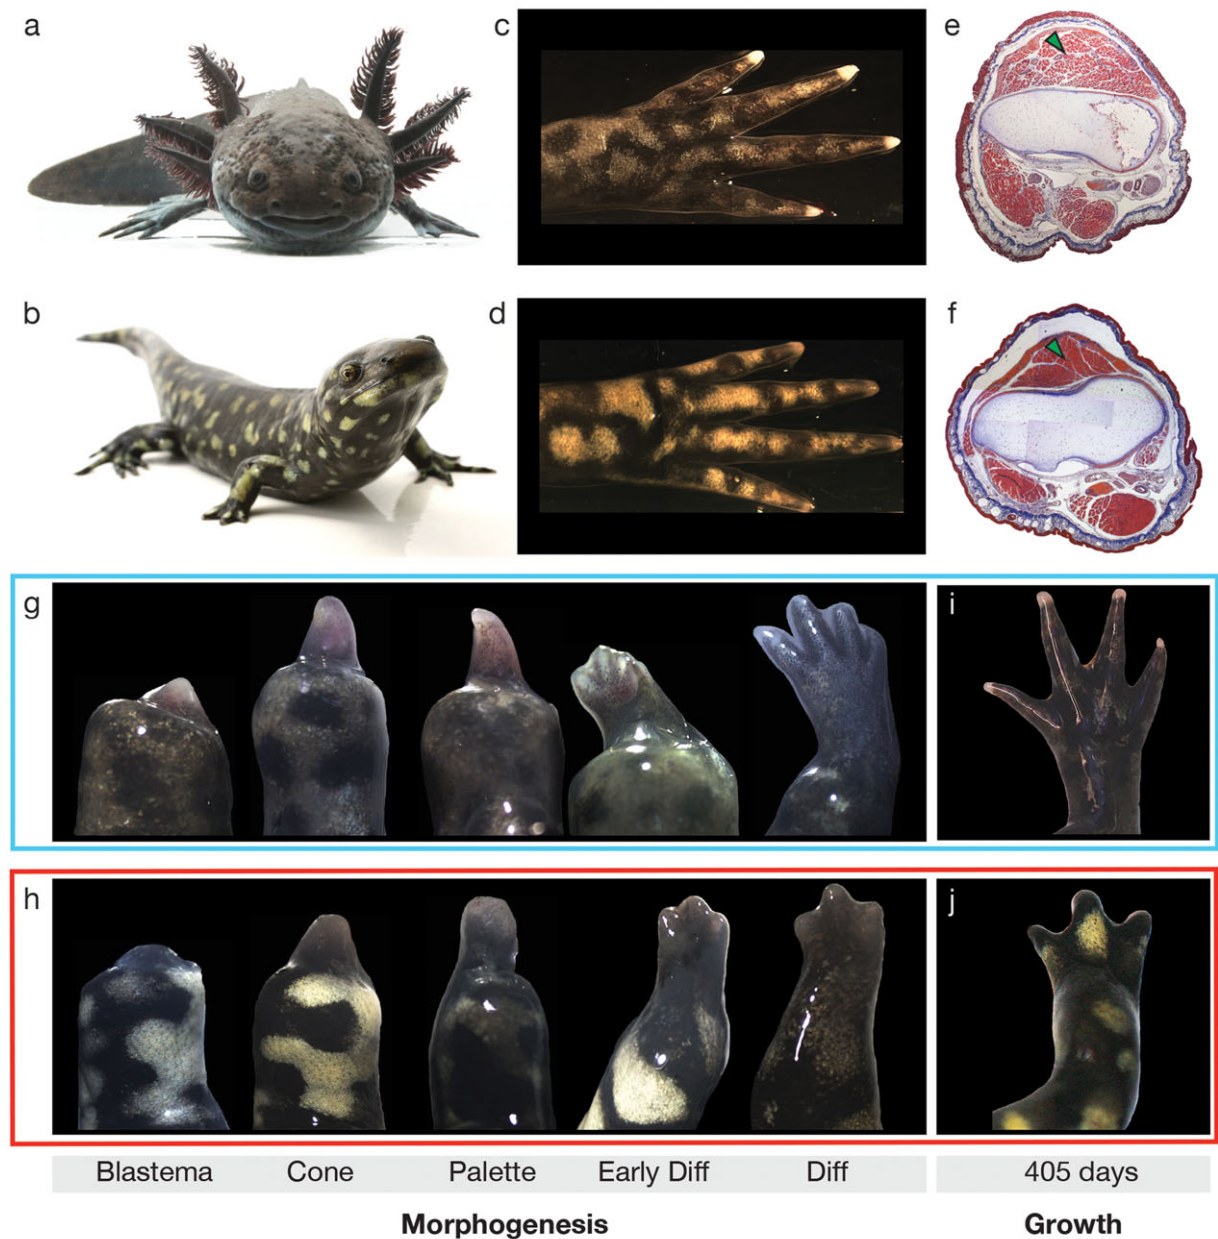 a
c
e
b
d
f
g
i
h
j
Blastema Cone Palette Early Diff Diff 405 days
Morphogenesis Growth